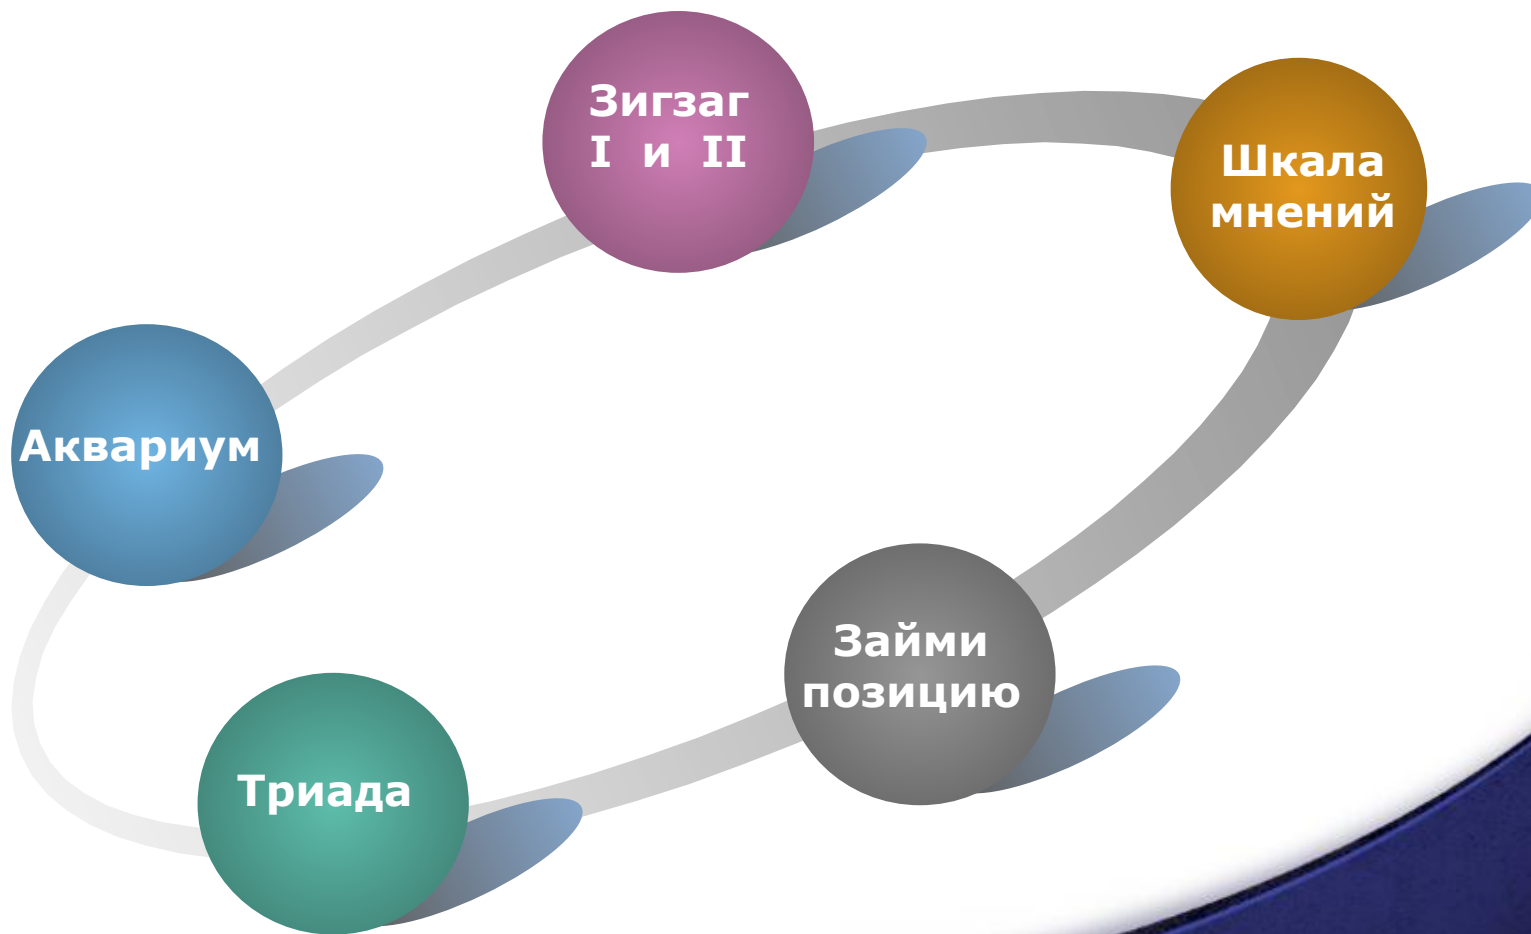 Зигзаг
I и II
Шкала
мнений
Аквариум
Займи
позицию
Триада